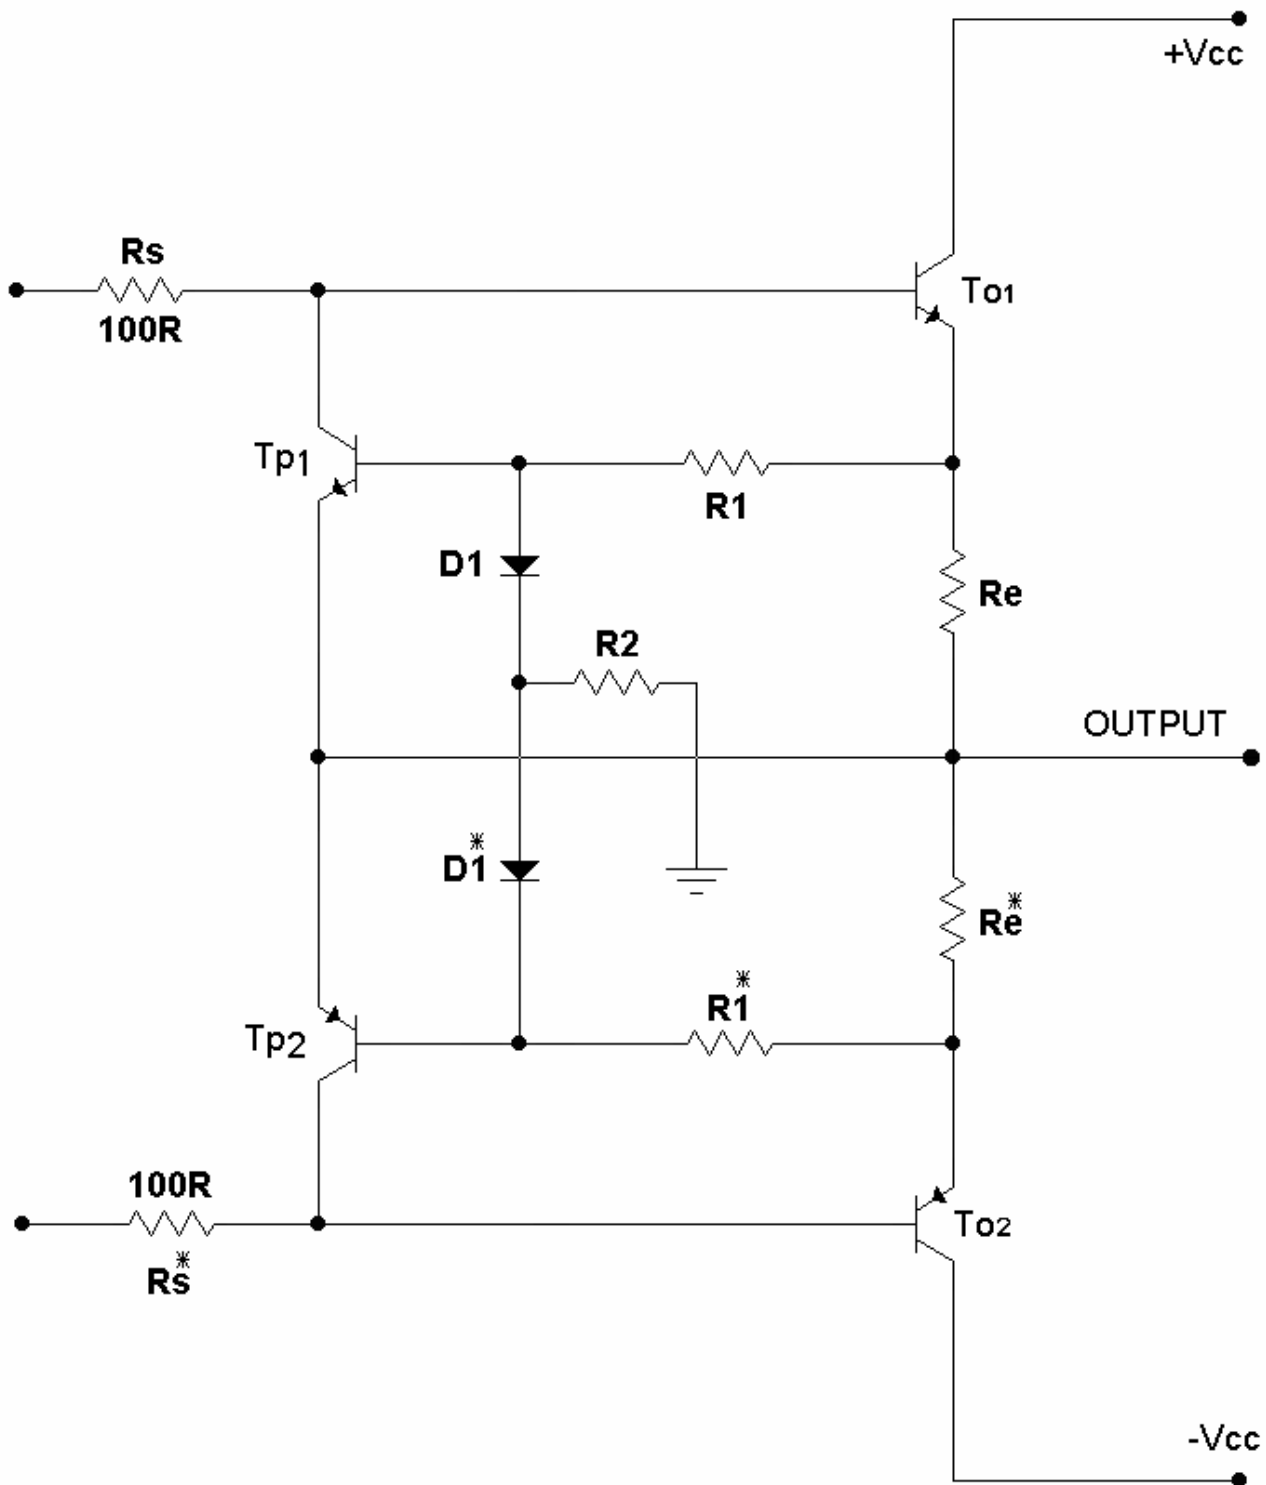 +Vcc
Rs
100R
To1
Tp1
R1
D1
Re
R2
OUTPUT
D1*
Re*
R1*
Tp2
100R
Rs*
To2
-Vcc